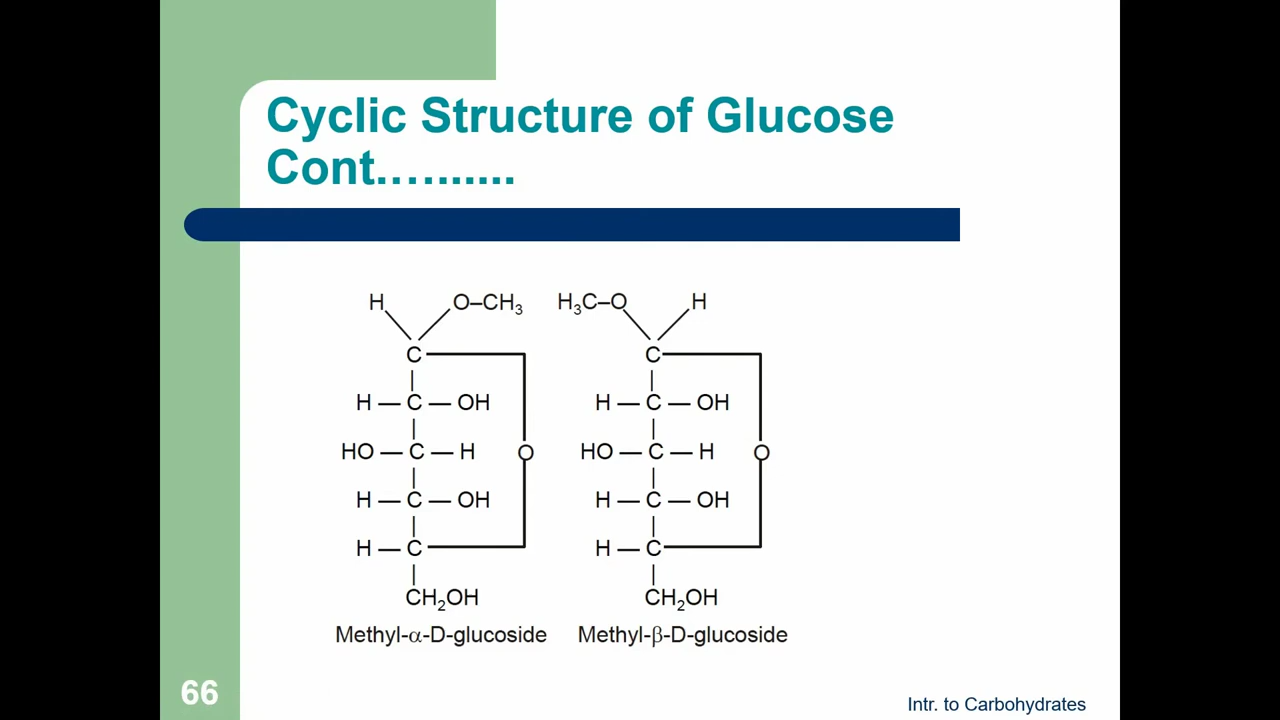 Cyclic Structure of Glucose
Cont.…......
H O–CH₃ H₃C–O H
C C
H — C — OH H — C — OH
HO — C — H O HO — C — H O
H — C — OH H — C — OH
H — C H — C
CH₂OH CH₂OH
Methyl-α-D-glucoside Methyl-β-D-glucoside
66
Intr. to Carbohydrates